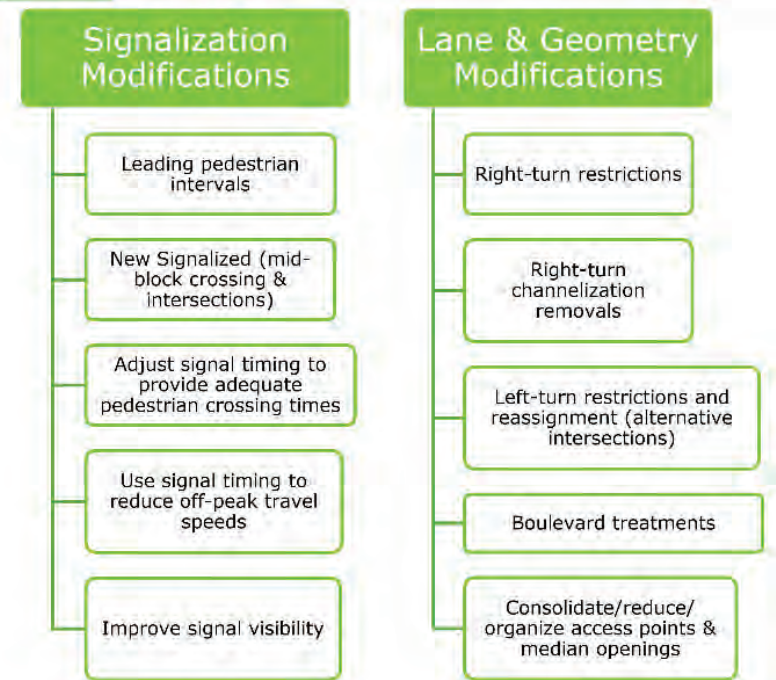 Signalization
Modifications
Leading pedestrian
intervals
New Signalized (mid-
block crossing &
intersections)
Adjust signal timing to
provide adequate
pedestrian crossing times
Use signal timing to
reduce off-peak travel
speeds
Improve signal visibility
Lane & Geometry
Modifications
Right-turn restrictions
Right-turn
channelization
removals
Left-turn restrictions and
reassignment (alternative
intersections)
Boulevard treatments
Consolidate/reduce/
organize access points &
median openings